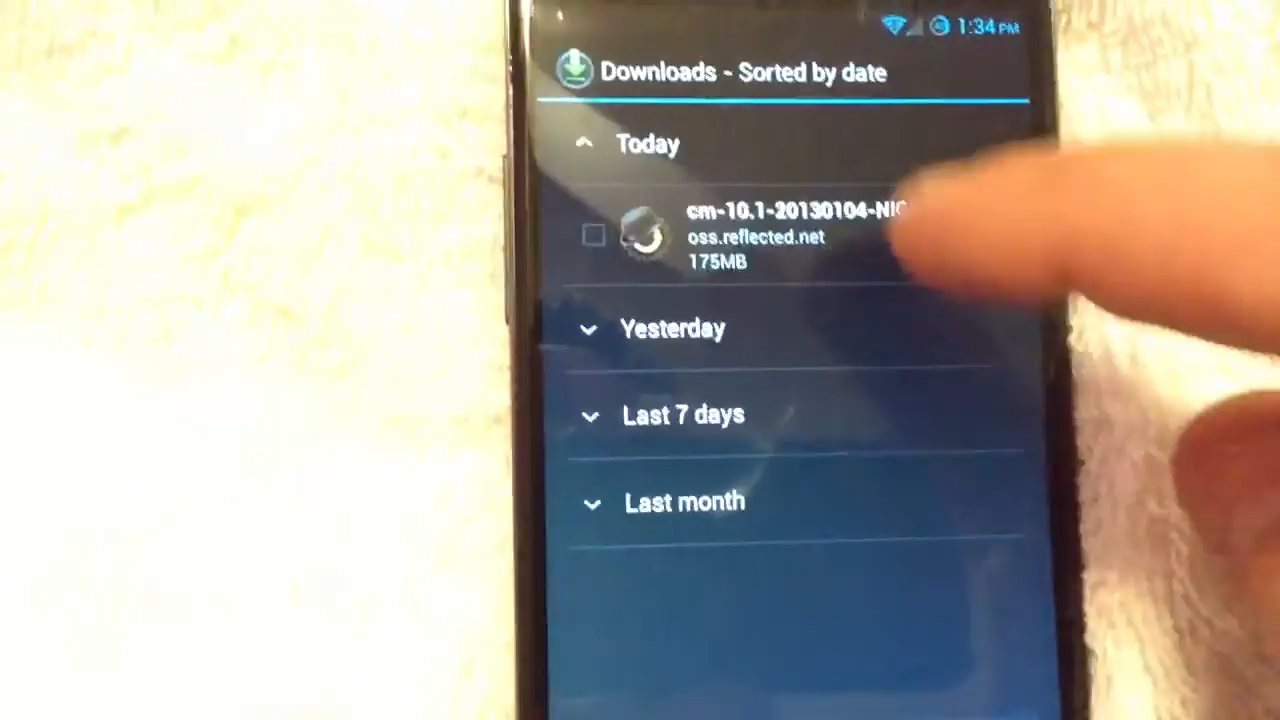 1:34 PM
Downloads - Sorted by date
Today
cm-10.1-20130104-NIG
oss.reflected.net
175MB
Yesterday
Last 7 days
Last month